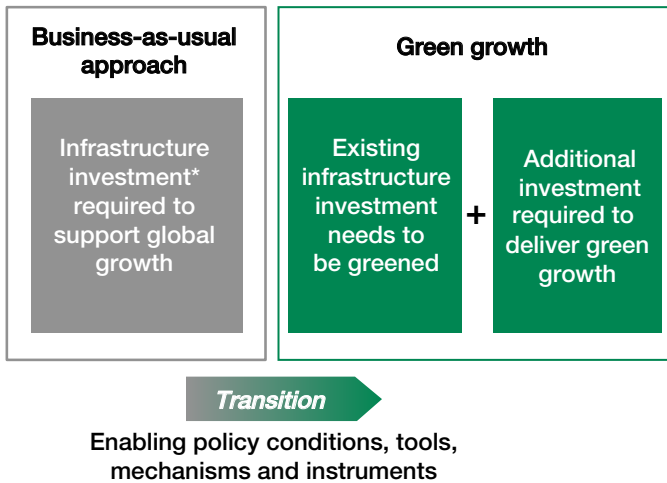 Business-as-usual
approach
Green growth
Infrastructure
investment*
required to
support global
growth
Existing
infrastructure
investment
needs to
be greened
+
Additional
investment
required to
deliver green
growth
Transition
Enabling policy conditions, tools,
mechanisms and instruments